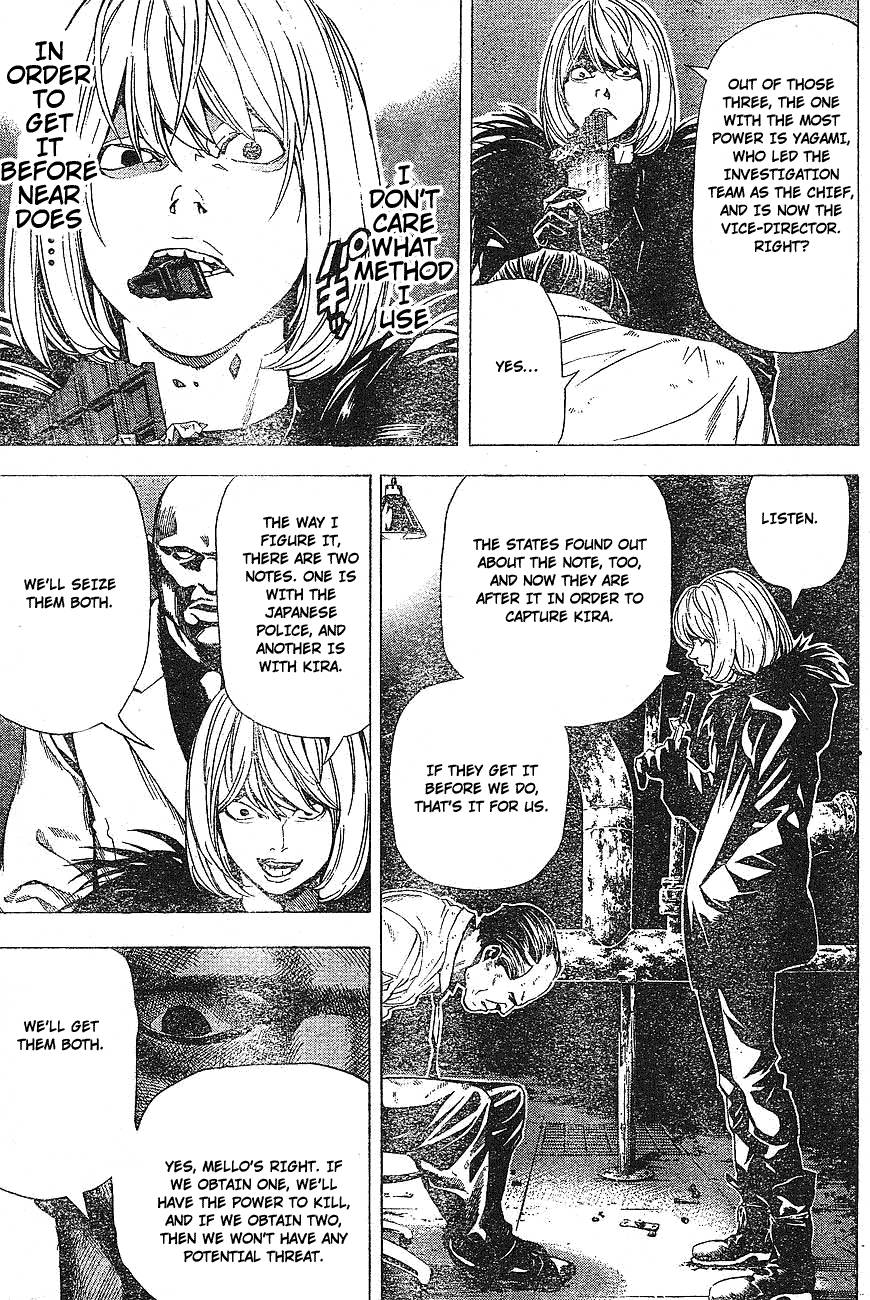 OUT OF THOSE
THREE, THE ONE
WITH THE MOST
POWER IS YAGAMI,
WHO LED THE
INVESTIGATION
TEAM AS THE CHIEF,
AND IS NOW THE
VICE-DIRECTOR.
RIGHT?
YES...
I
DON'T
CARE
WHAT
METHOD
I
USE
パキッ
IN
ORDER
TO
GET
IT
BEFORE
NEAR
DOES
...
LISTEN.
THE STATES FOUND OUT
ABOUT THE NOTE, TOO,
AND NOW THEY ARE
AFTER IT IN ORDER TO
CAPTURE KIRA.
IF THEY GET IT
BEFORE WE DO,
THAT'S IT FOR US.
THE WAY I
FIGURE IT,
THERE ARE TWO
NOTES. ONE IS
WITH THE
JAPANESE
POLICE, AND
ANOTHER IS
WITH KIRA.
WE'LL SEIZE
THEM BOTH.
WE'LL GET
THEM BOTH.
YES, MELLO'S RIGHT. IF
WE OBTAIN ONE, WE'LL
HAVE THE POWER TO KILL,
AND IF WE OBTAIN TWO,
THEN WE WON'T HAVE ANY
POTENTIAL THREAT.